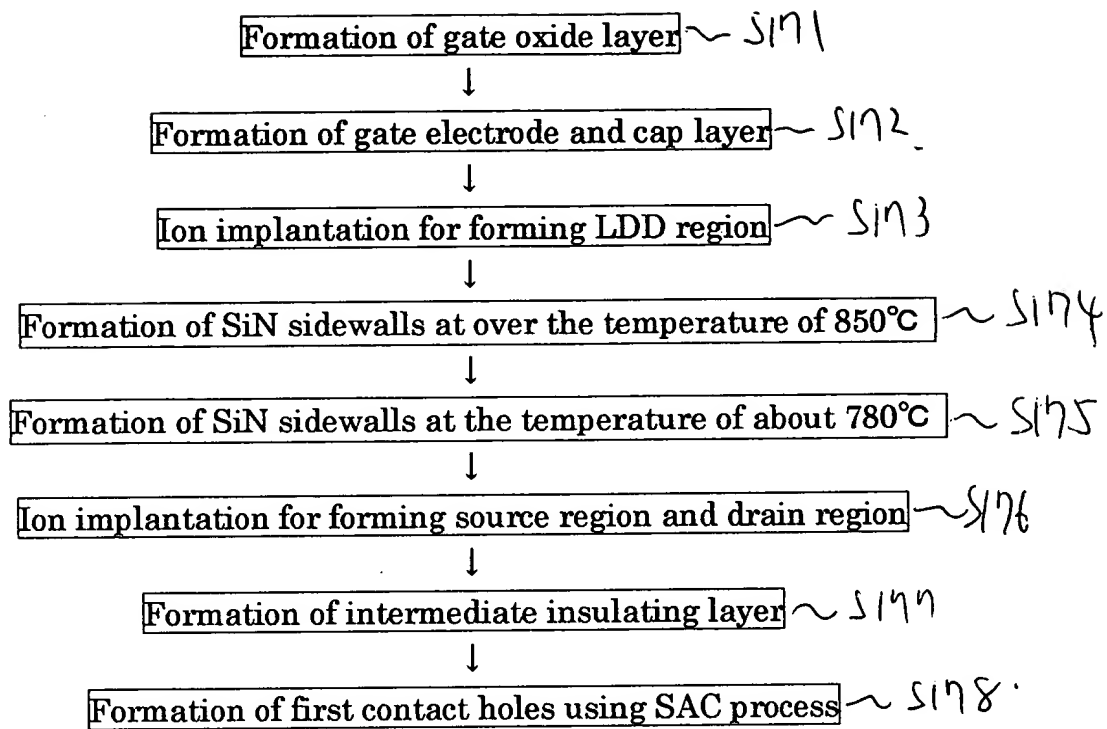 Formation of gate oxide layer S171
↓
Formation of gate electrode and cap layer S172
↓
Ion implantation for forming LDD region S173
↓
Formation of SiN sidewalls at over the temperature of 850℃ S174
↓
Formation of SiN sidewalls at the temperature of about 780℃ S175
↓
Ion implantation for forming source region and drain region S176
↓
Formation of intermediate insulating layer S177
↓
Formation of first contact holes using SAC process S178